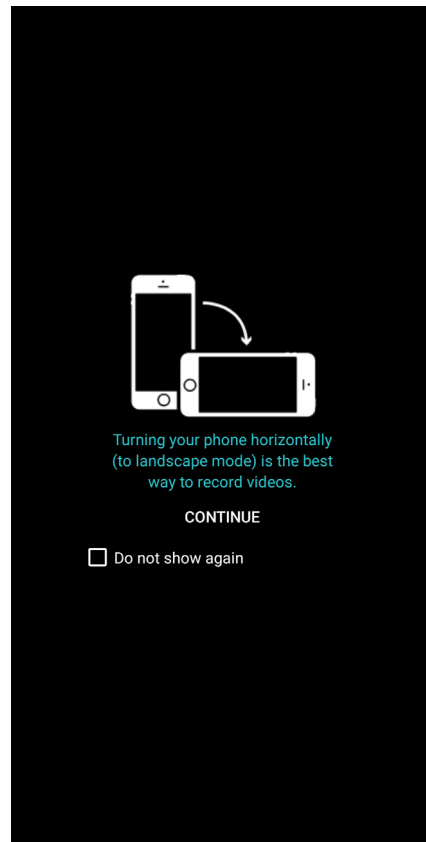 Turning your phone horizontally
(to landscape mode) is the best
way to record videos.
CONTINUE
Do not show again